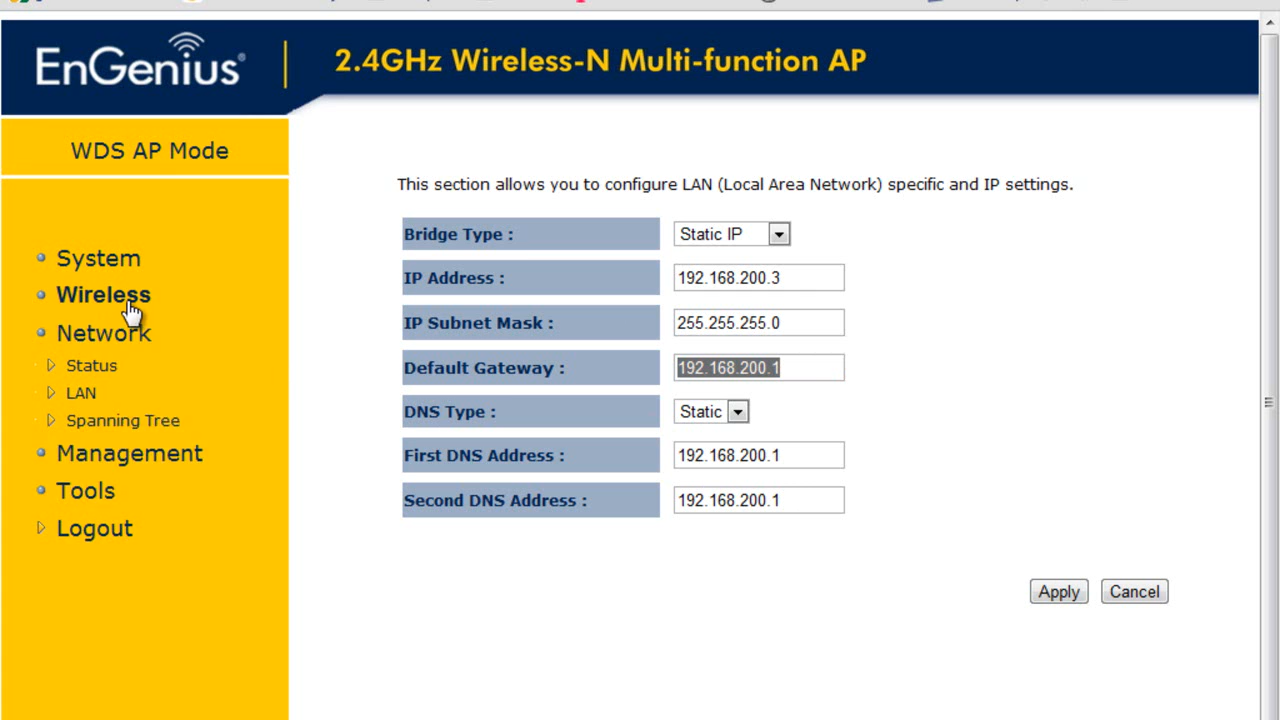 EnGenius®
2.4GHz Wireless-N Multi-function AP
WDS AP Mode
This section allows you to configure LAN (Local Area Network) specific and IP settings.
System
Wireless
Network
Status
LAN
Spanning Tree
Management
Tools
Logout
Bridge Type : Static IP
IP Address : 192.168.200.3
IP Subnet Mask : 255.255.255.0
Default Gateway : 192.168.200.1
DNS Type : Static
First DNS Address : 192.168.200.1
Second DNS Address : 192.168.200.1
Apply Cancel